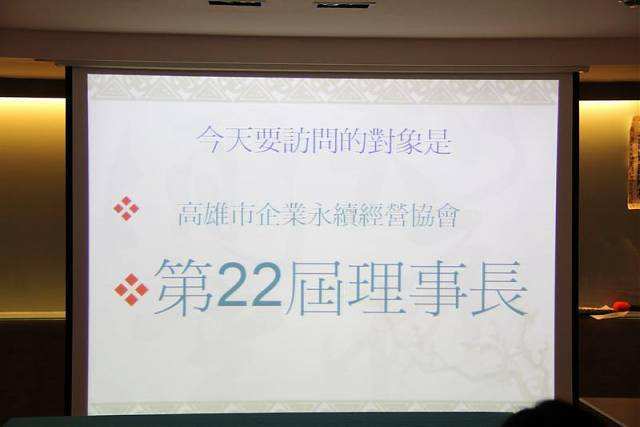 今天要訪問的對象是
高雄市企業永續經營協會
第22屆理事長